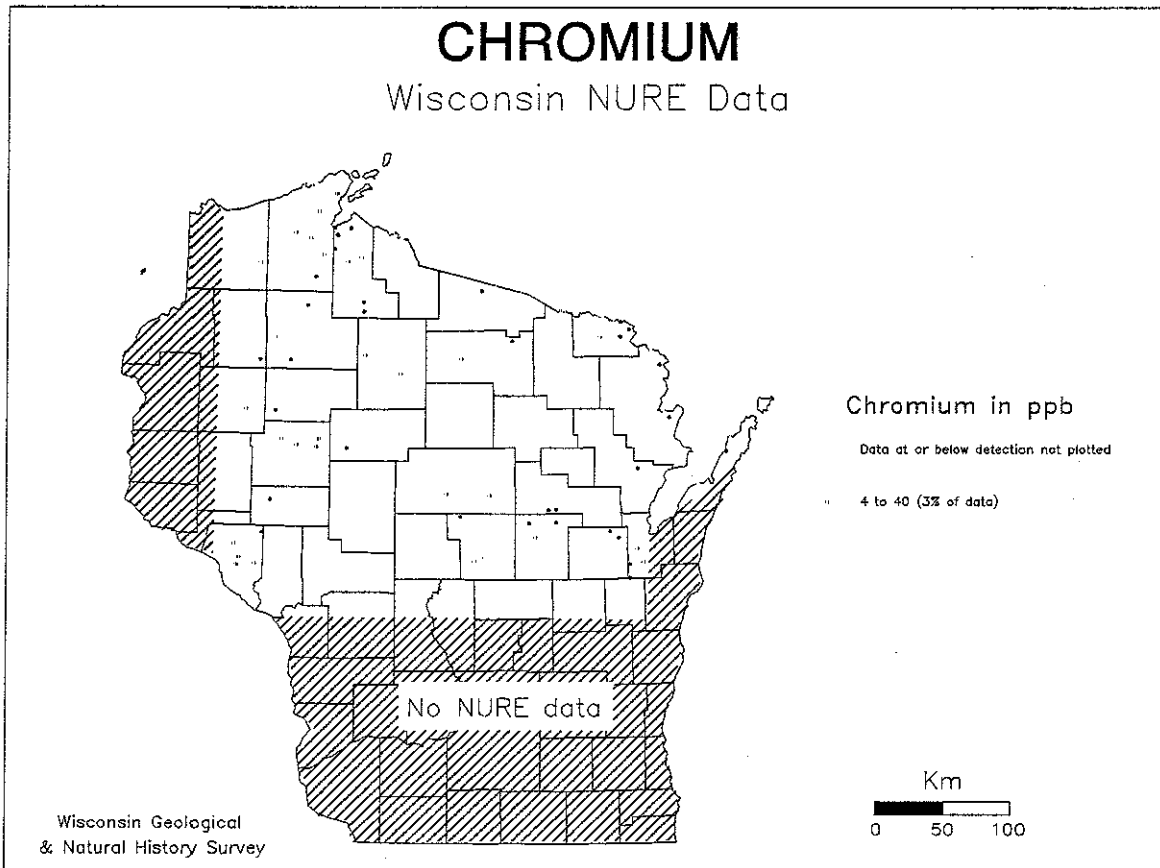 CHROMIUM
Wisconsin NURE Data
Chromium in ppb
Data at or below detection not plotted
4 to 40 (3% of data)
No NURE data
Km
0 50 100
Wisconsin Geological
& Natural History Survey